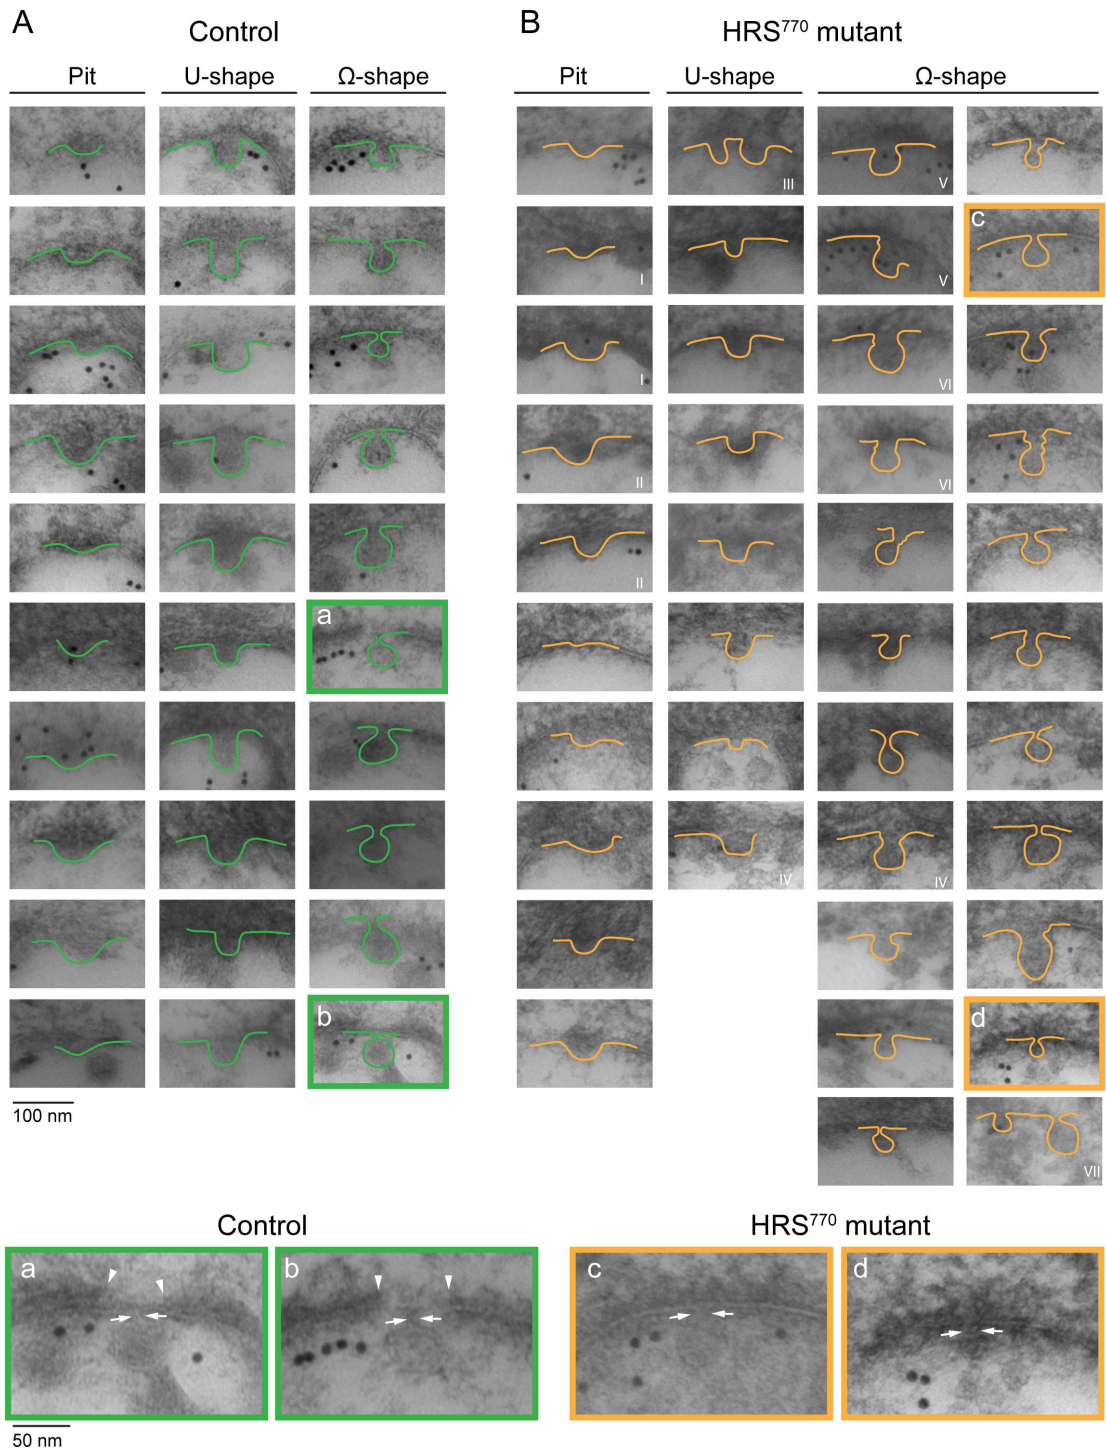 A
Control
B
HRS⁷⁷⁰ mutant
Pit
U-shape
Ω-shape
Pit
U-shape
Ω-shape
III
V
I
V
c
I
VI
II
VI
II
a
IV
IV
b
d
100 nm
VII
Control
HRS⁷⁷⁰ mutant
a
b
c
d
50 nm